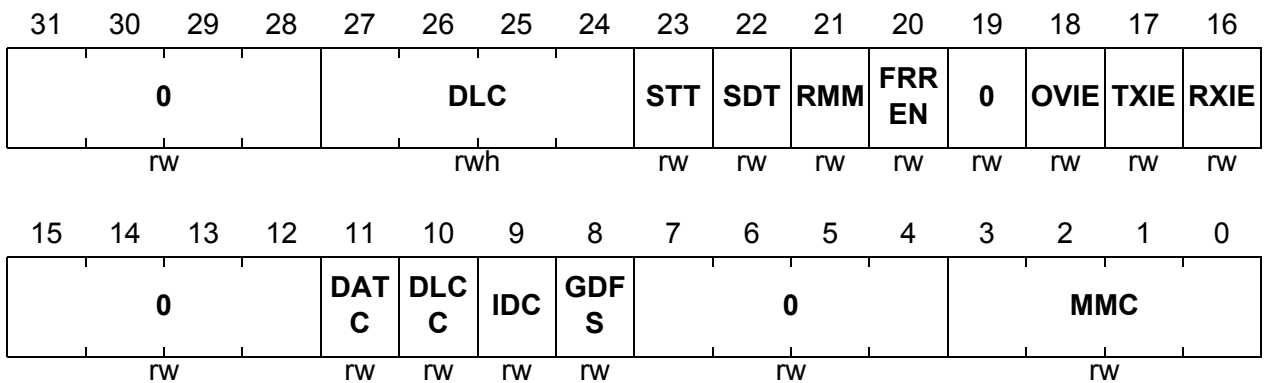 31 30 29 28 27 26 25 24 23 22 21 20 19 18 17 16
0 DLC STT SDT RMM FRR EN 0 OVIE TXIE RXIE
rw rwh rw rw rw rw rw rw rw rw
15 14 13 12 11 10 9 8 7 6 5 4 3 2 1 0
0 DAT C DLC C IDC GDF S 0 MMC
rw rw rw rw rw rw rw